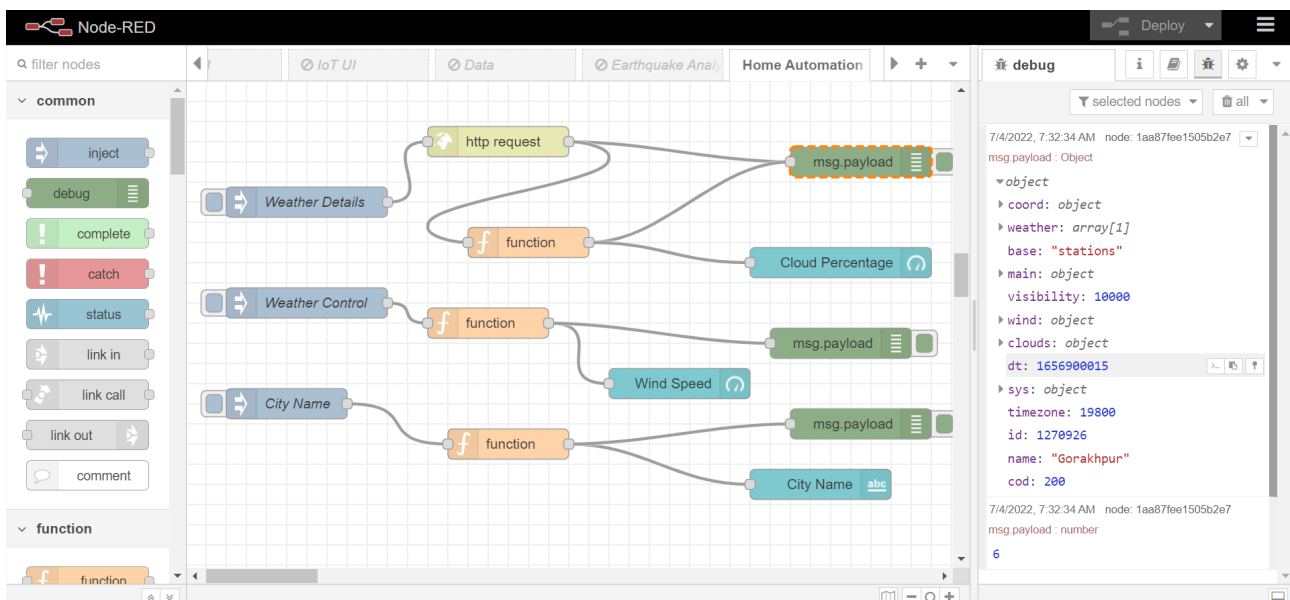 Node-RED
Deploy
filter nodes
IoT UI
Data
Earthquake Analy
Home Automation
debug
i
common
selected nodes
all
inject
debug
complete
catch
status
link in
link call
link out
comment
function
function
http request
msg.payload
Weather Details
function
Cloud Percentage
Weather Control
function
msg.payload
Wind Speed
City Name
msg.payload
function
City Name
abc
7/4/2022, 7:32:34 AM node: 1aa87fee1505b2e7
msg.payload : Object
object
coord: object
weather: array[1]
base: "stations"
main: object
visibility: 10000
wind: object
clouds: object
dt: 1656900015
sys: object
timezone: 19800
id: 1270926
name: "Gorakhpur"
cod: 200
7/4/2022, 7:32:34 AM node: 1aa87fee1505b2e7
msg.payload : number
6